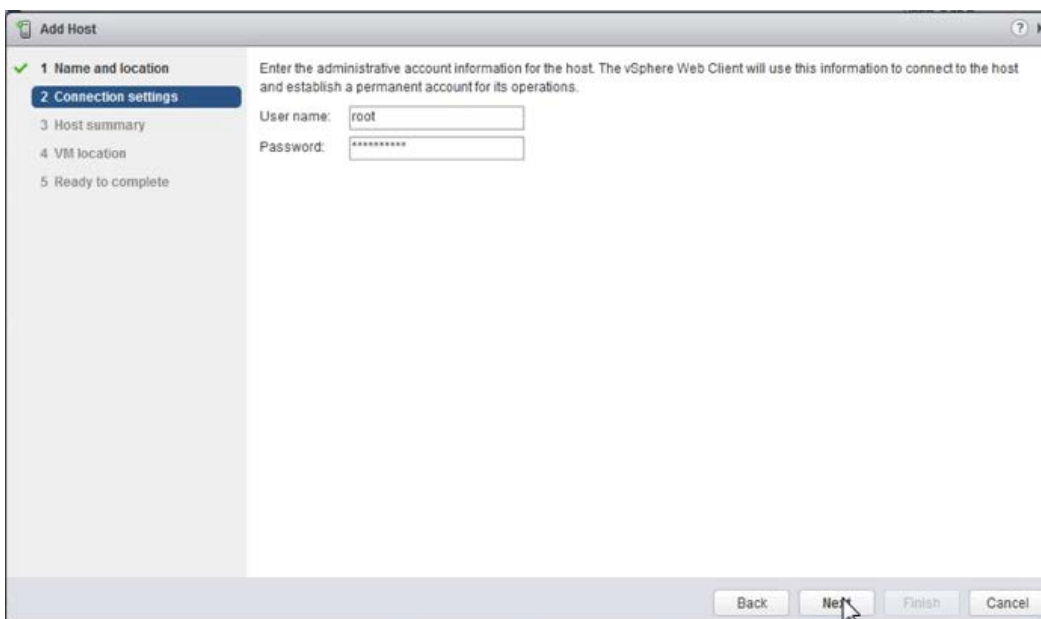 Add Host
?
1 Name and location
2 Connection settings
3 Host summary
4 VM location
5 Ready to complete
Enter the administrative account information for the host. The vSphere Web Client will use this information to connect to the host
and establish a permanent account for its operations.
User name: root
Password: **********
Back Next Finish Cancel